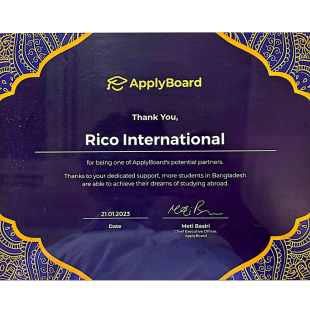 ApplyBoard
Thank You,
Rico International
for being one of ApplyBoard's potential partners.
Thanks to your dedicated support, more students in Bangladesh
are able to achieve their dreams of studying abroad.
21.01.2023
Date
Meti Basiri
Chief Executive Officer,
ApplyBoard